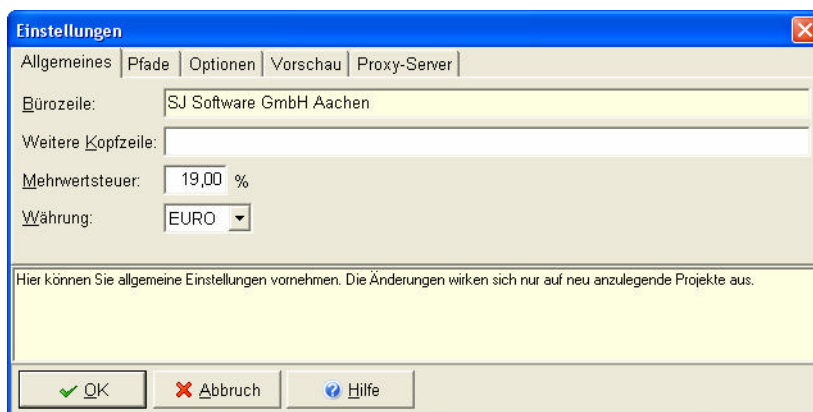 Einstellungen
Allgemeines Pfade Optionen Vorschau Proxy-Server
Bürozeile: SJ Software GmbH Aachen
Weitere Kopfzeile:
Mehrwertsteuer: 19,00 %
Währung: EURO
Hier können Sie allgemeine Einstellungen vornehmen. Die Änderungen wirken sich nur auf neu anzulegende Projekte aus.
OK Abbruch Hilfe